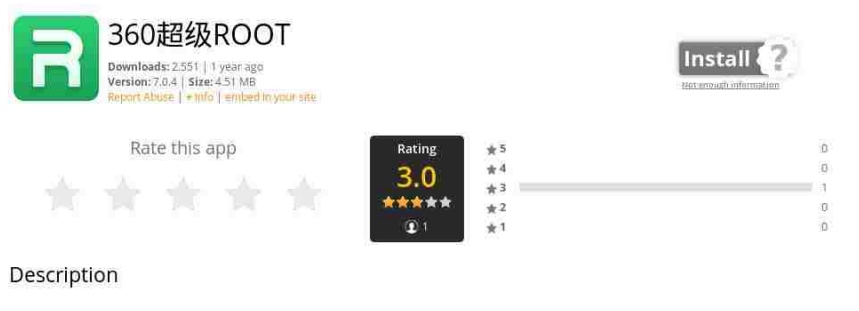 360超级ROOT
Downloads: 2.551 | 1 year ago
Version: 7.0.4 | Size: 4.51 MB
Report Abuse | + Info | embed in your site
Install ?
Not enough information
Rate this app
Rating
3.0
1
5 0
4 0
3 1
2 0
1 0
Description